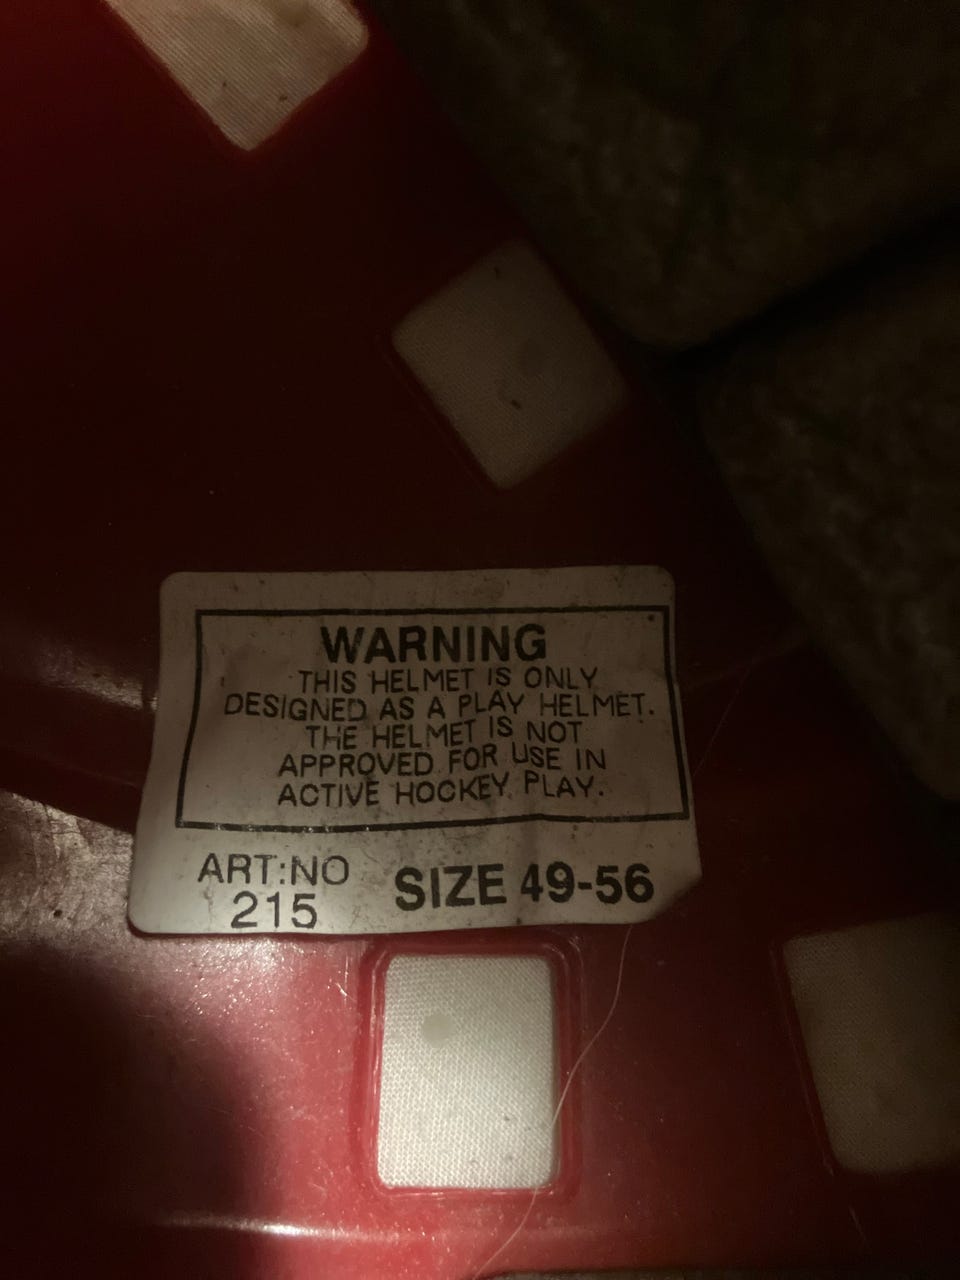 WARNING
THIS HELMET IS ONLY
DESIGNED AS A PLAY HELMET.
THE HELMET IS NOT
APPROVED FOR USE IN
ACTIVE HOCKEY PLAY.
ART:NO
215
SIZE 49-56